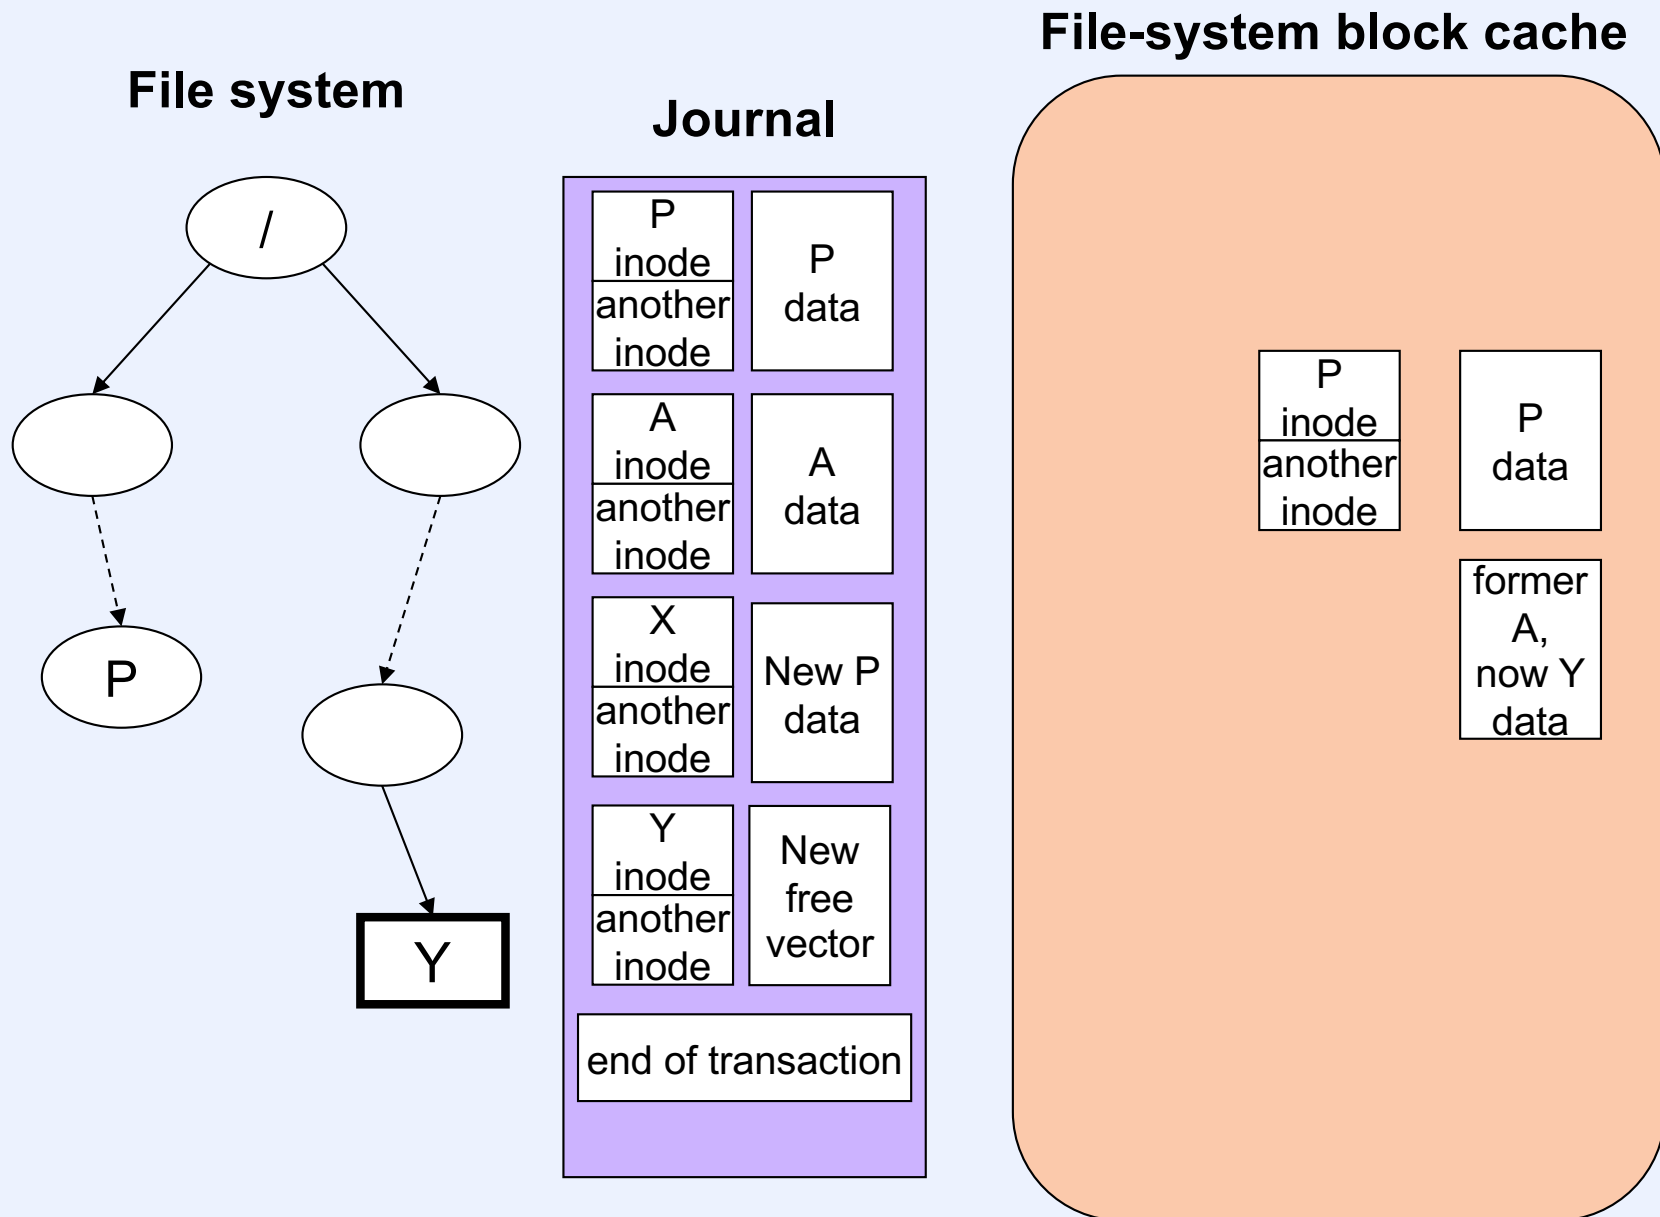 File-system block cache
File system
Journal
/
P
Y
P
inode
another
inode
P
data
A
inode
another
inode
A
data
X
inode
another
inode
New P
data
Y
inode
another
inode
New
free
vector
end of transaction
P
inode
another
inode
P
data
former
A,
now Y
data